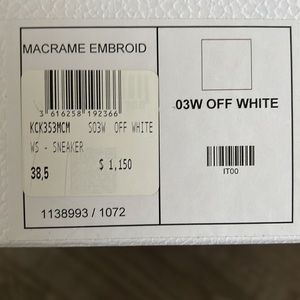 MACRAME EMBROID
3 616258 192366
KCK353MCM S03W OFF WHITE
WS - SNEAKER
38,5 $ 1,150
1138993 / 1072
03W OFF WHITE
IT00